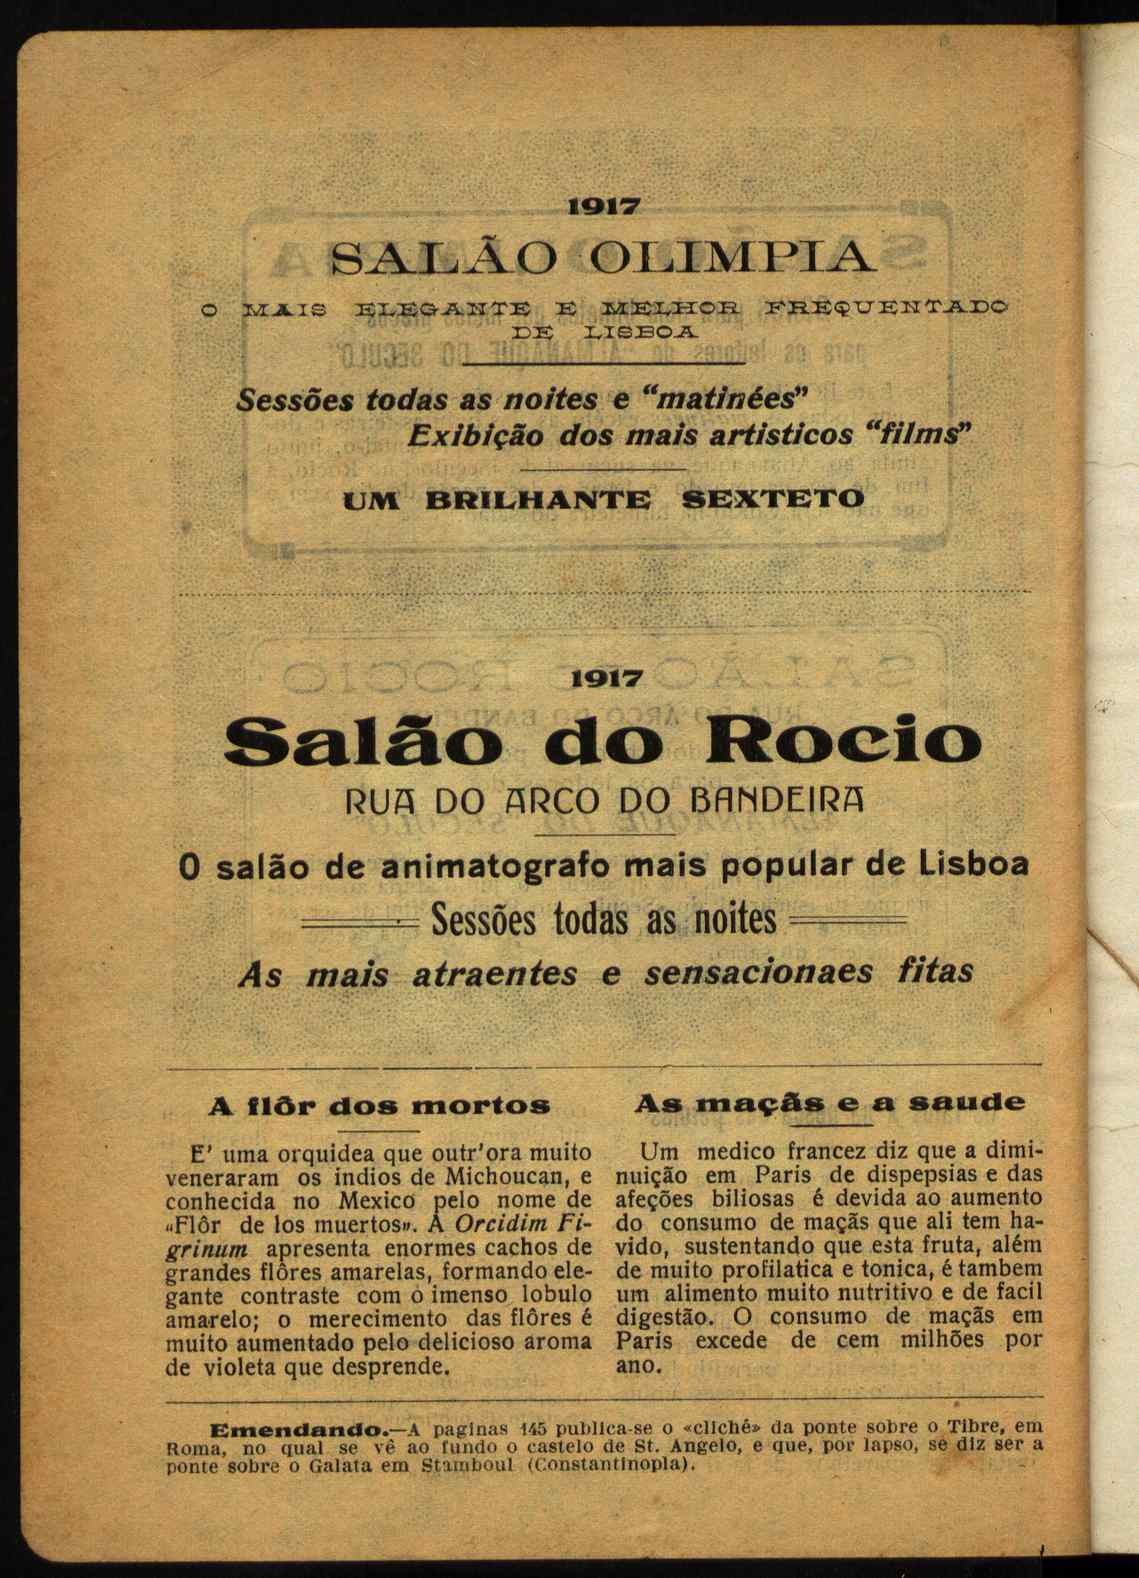 1917
SALÃO OLIMPIA
O MAIS ELEGANTE E MELHOR FREQUENTADO
DE LISBOA
Sessões todas as noites e “matinées”
Exibição dos mais artisticos “films”
UM BRILHANTE SEXTETO
1917
Salão do Rocio
RUA DO ARCO DO BANDEIRA
O salão de animatografo mais popular de Lisboa
Sessões todas as noites
As mais atraentes e sensacionaes fitas
A flôr dos mortos
E' uma orquidea que outr'ora muito
veneraram os indios de Michoucan, e
conhecida no Mexico pelo nome de
«Flôr de los muertos». A Orcidim Fi-
grinum apresenta enormes cachos de
grandes flôres amarelas, formando ele-
gante contraste com o imenso lobulo
amarelo; o merecimento das flôres é
muito aumentado pelo delicioso aroma
de violeta que desprende.
As maçãs e a saude
Um medico francez diz que a dimi-
nuição em Paris de dispepsias e das
afeções biliosas é devida ao aumento
do consumo de maçãs que ali tem ha-
vido, sustentando que esta fruta, além
de muito profilatica e tonica, é tambem
um alimento muito nutritivo e de facil
digestão. O consumo de maçãs em
Paris excede de cem milhões por
ano.
Emendando.—A paginas 145 publica-se o «cliché» da ponte sobre o Tibre, em
Roma, no qual se vê ao fundo o castelo de St. Angelo, e que, por lapso, se diz ser a
ponte sobre o Galata em Stamboul (Constantinopla).